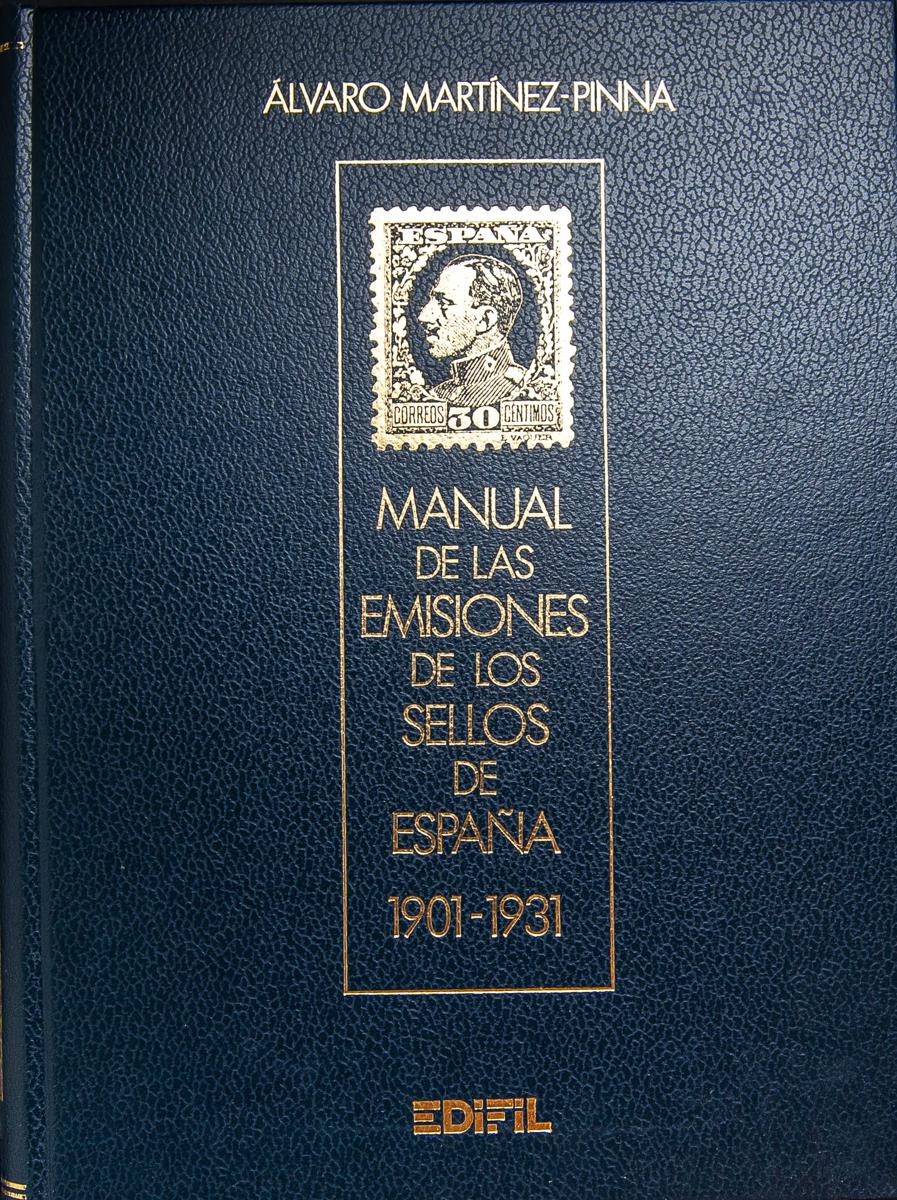 ÁLVARO MARTÍNEZ-PINNA
ESPAÑA
CORREOS 30 CÉNTIMOS
E. VAQUER
MANUAL
DE LAS
EMISIONES
DE LOS
SELLOS
DE
ESPAÑA
1901-1931
EDIFIL